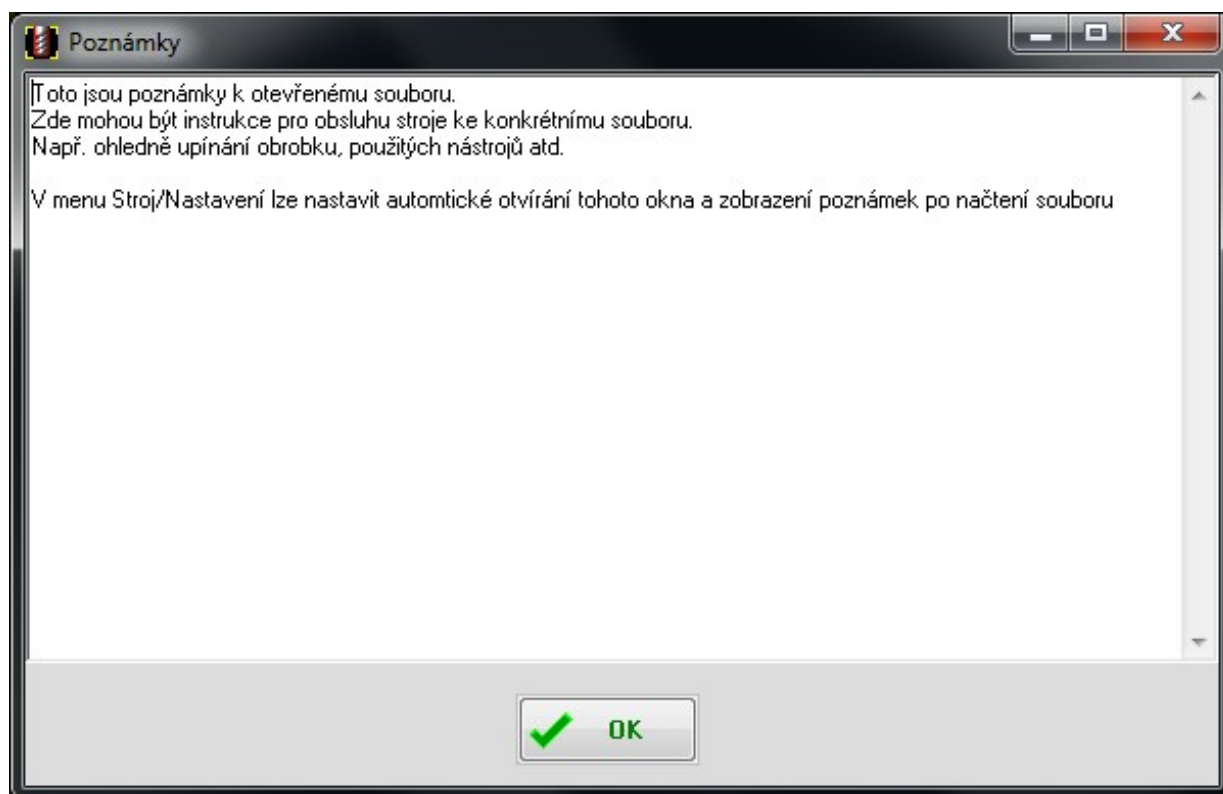 Poznámky
Toto jsou poznámky k otevřenému souboru.
Zde mohou být instrukce pro obsluhu stroje ke konkrétnímu souboru.
Např. ohledně upínání obrobku, použitých nástrojů atd.
V menu Stroj/Nastavení lze nastavit automtické otvírání tohoto okna a zobrazení poznámek po načtení souboru
OK